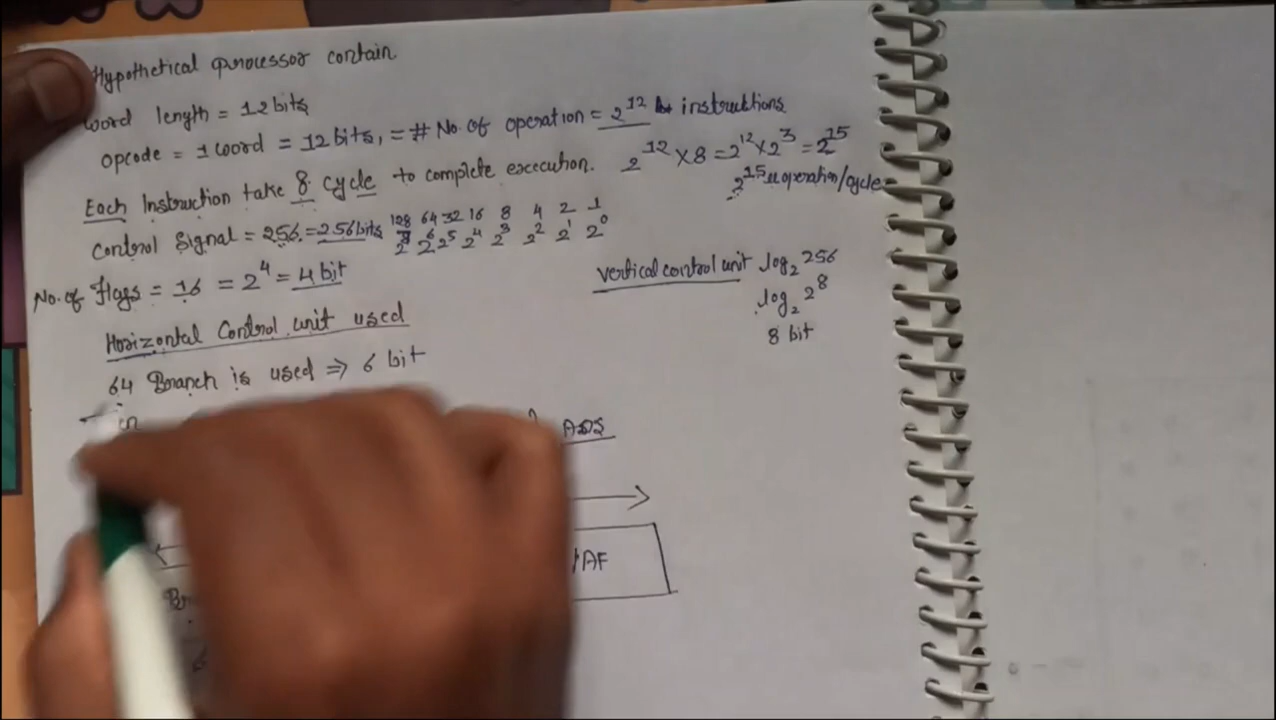 Hypothetical processor contain
word length = 12 bits
opcode = 1 word = 12 bits, = # No. of operation = 2^12 instructions
Each Instruction take 8 cycle to complete execution. 2^12 × 8 = 2^12 × 2^3 = 2^15
2^15 μoperation/cycle
128 64 32 16 8 4 2 1
Control Signal = 256 = 256 bits 2^6 2^5 2^4 2^3 2^2 2^1 2^0
No. of Flags = 16 = 2^4 = 4 bit
vertical control unit log₂ 256
log₂ 2^8
8 bit
Horizontal Control unit used
64 Branch is used ⇒ 6 bit
AF